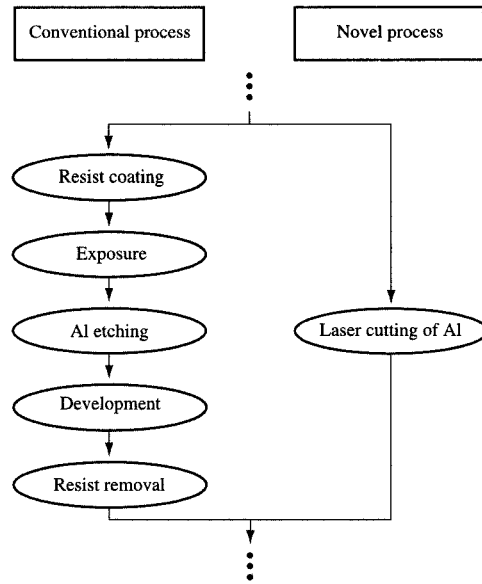 Conventional process
Novel process
Resist coating
Exposure
Al etching
Laser cutting of Al
Development
Resist removal